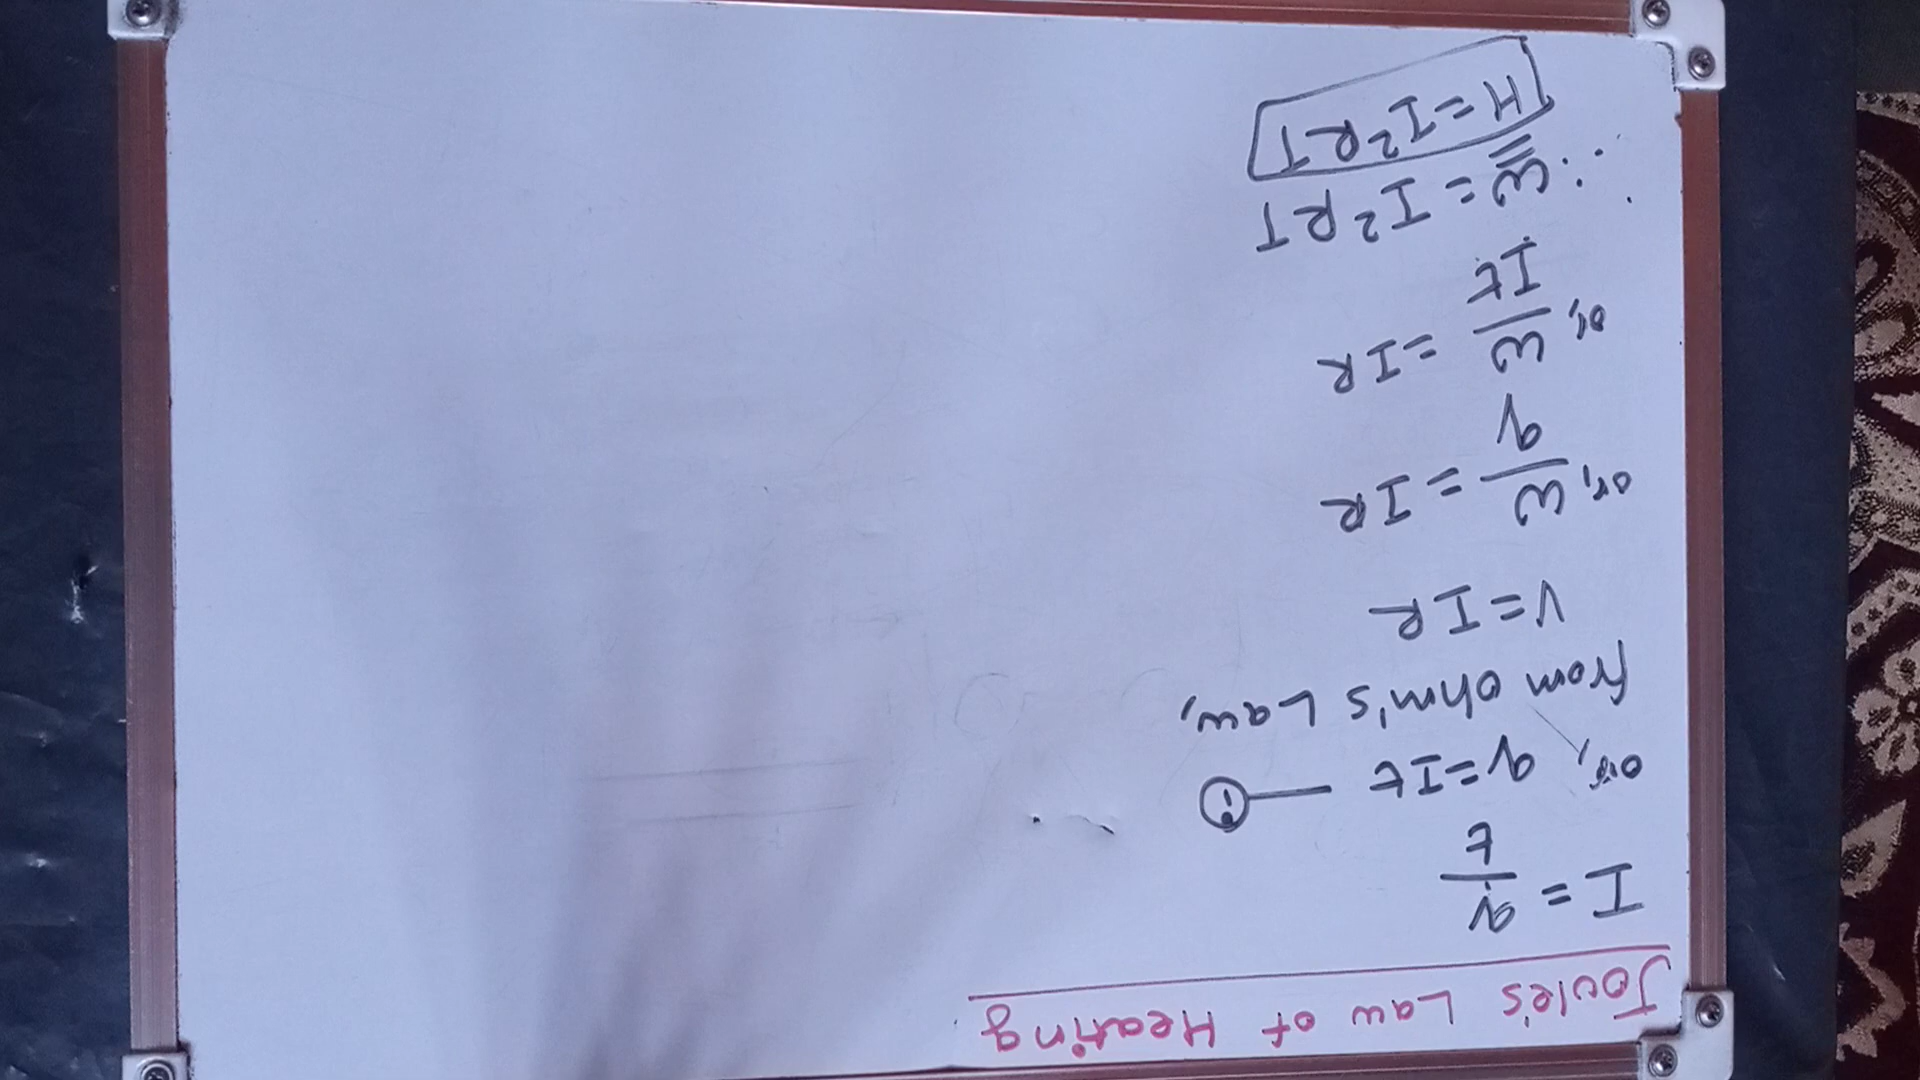 Joule's Law of Heating
I = q/t
or, q = It — (i)
from ohm's Law,
V = IR
or, W/q = IR
or, W/It = IR
∴ W = I²RT
H = I²RT